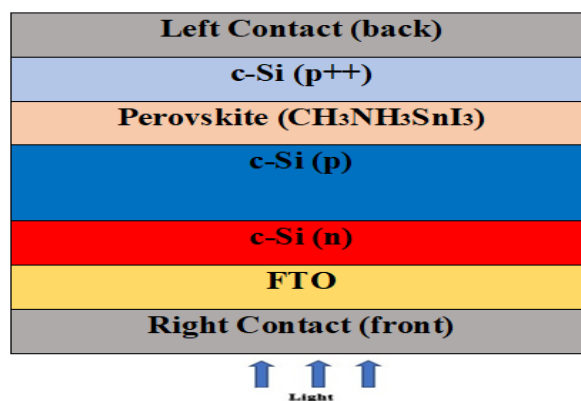 Left Contact (back)
c-Si (p++)
Perovskite (CH₃NH₃SnI₃)
c-Si (p)
c-Si (n)
FTO
Right Contact (front)
Light